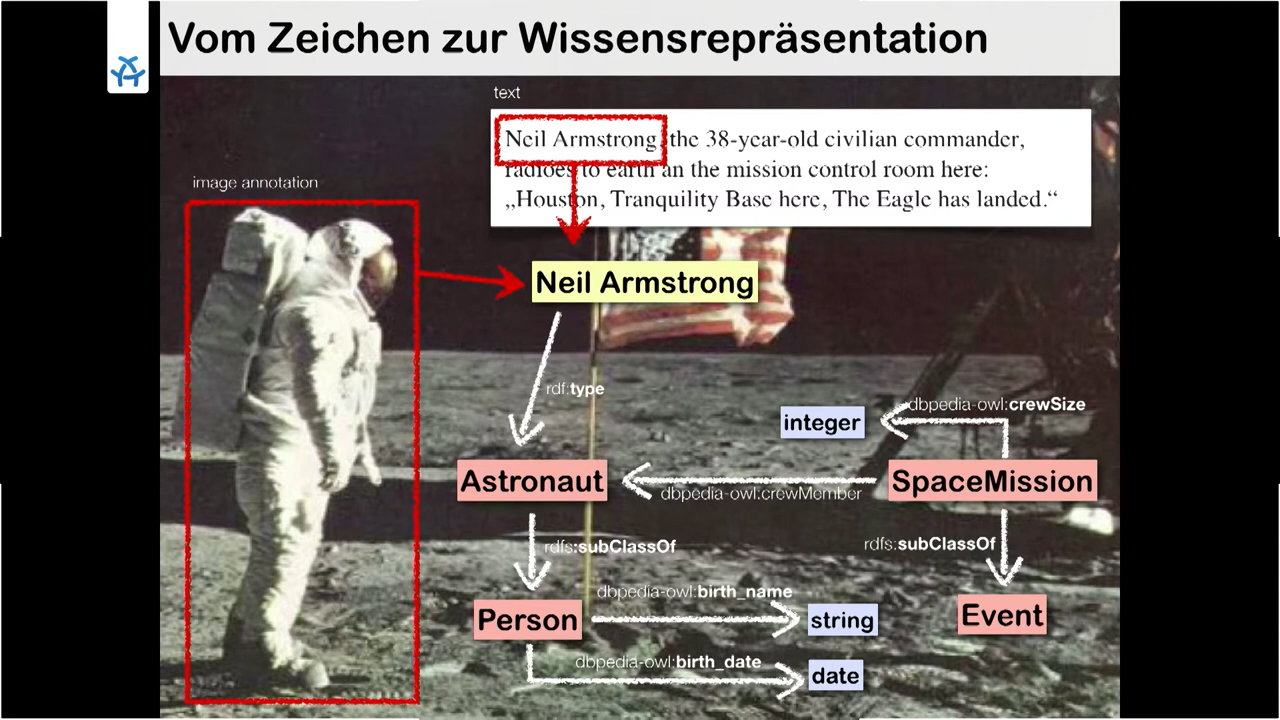 Vom Zeichen zur Wissensrepräsentation
text
Neil Armstrong, the 38-year-old civilian commander,
radioes to earth an the mission control room here:
„Houston, Tranquility Base here, The Eagle has landed.“
image annotation
Neil Armstrong
rdf:type
dbpedia-owl:crewSize
integer
Astronaut
SpaceMission
dbpedia-owl:crewMember
rdfs:subClassOf
rdfs:subClassOf
dbpedia-owl:birth_name
Person
string
Event
dbpedia-owl:birth_date
date